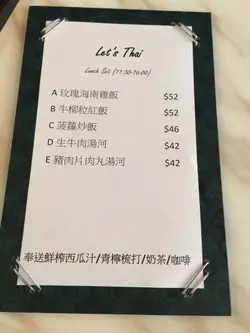 Let's Thai
Lunch Set (11:30-16:00)
A 玫瑰海南雞飯 $52
B 牛柳粒紅飯 $52
C 菠蘿炒飯 $46
D 生牛肉湯河 $42
E 豬肉片肉丸湯河 $42
奉送鮮榨西瓜汁/青檸梳打/奶茶/咖啡